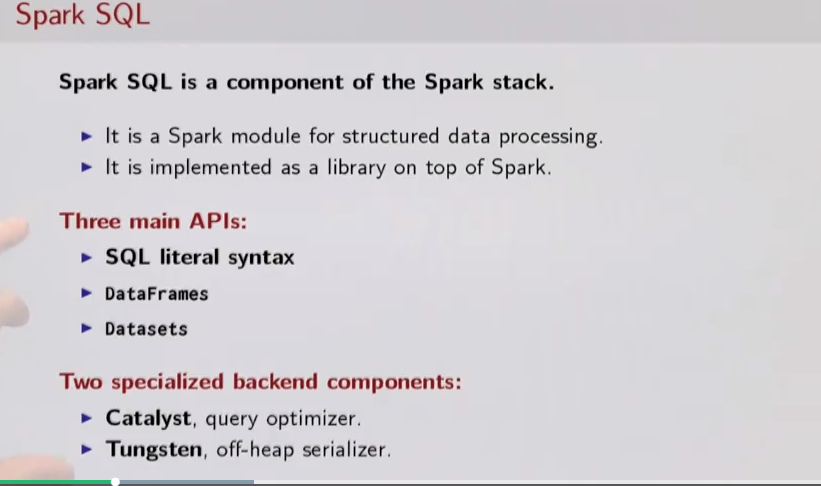 Spark SQL
Spark SQL is a component of the Spark stack.
► It is a Spark module for structured data processing.
► It is implemented as a library on top of Spark.
Three main APIs:
► SQL literal syntax
► DataFrames
► Datasets
Two specialized backend components:
► Catalyst, query optimizer.
► Tungsten, off-heap serializer.